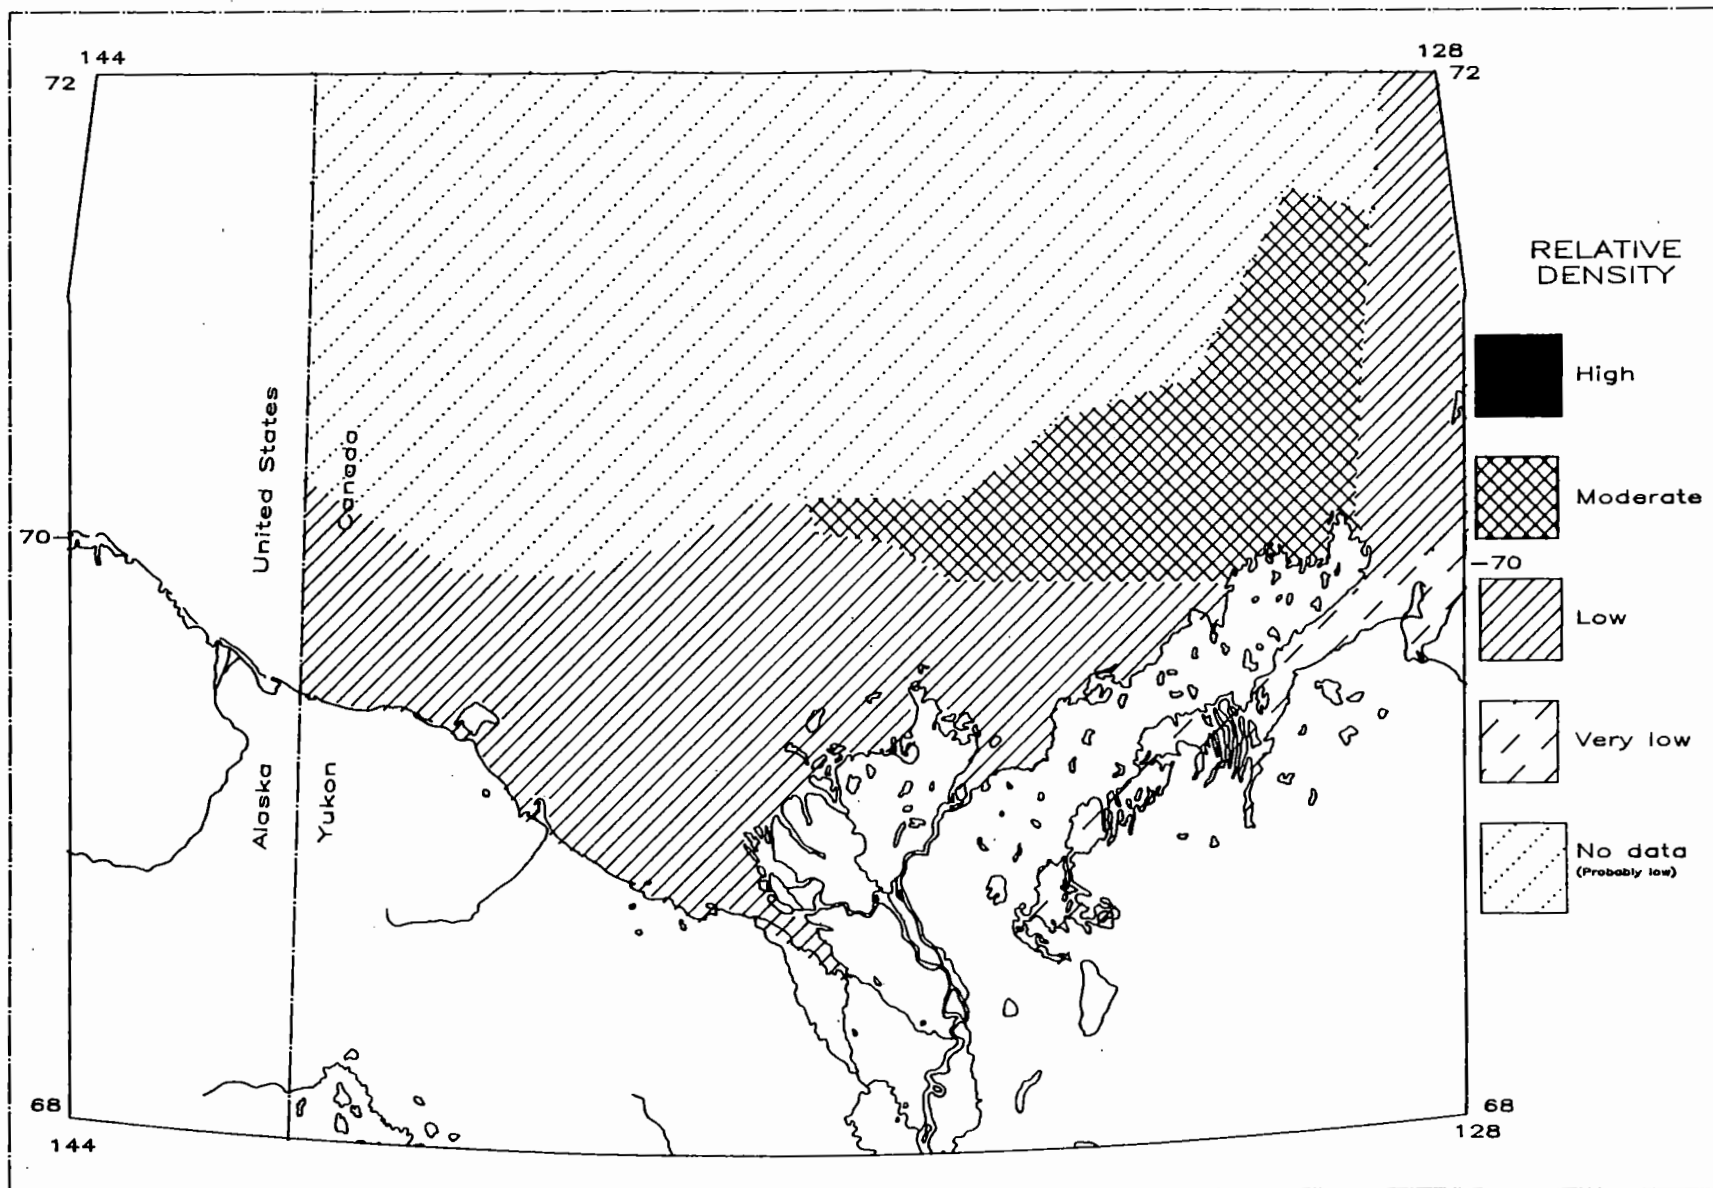 144
128
72
72
RELATIVE
DENSITY
High
United States
Canada
Moderate
70
-70
Low
Very low
Alaska
Yukon
No data
(Probably low)
68
68
144
128